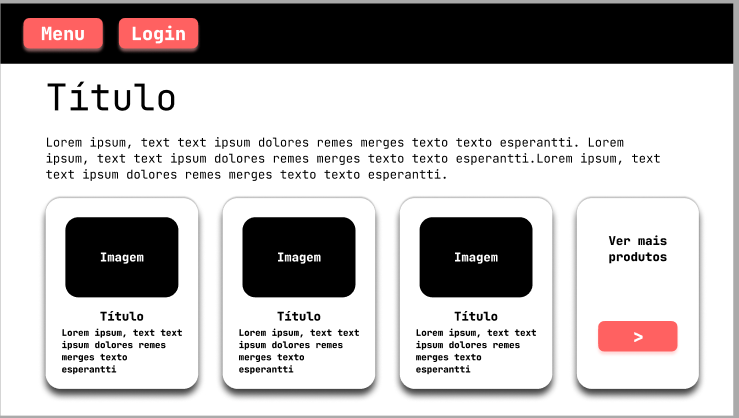 Menu
Login
Título
Lorem ipsum, text text ipsum dolores remes merges texto texto esperantti. Lorem
ipsum, text text ipsum dolores remes merges texto texto esperantti.Lorem ipsum, text
text ipsum dolores remes merges texto texto esperantti.
Imagem
Título
Lorem ipsum, text text
ipsum dolores remes
merges texto
esperantti
Imagem
Título
Lorem ipsum, text text
ipsum dolores remes
merges texto
esperantti
Imagem
Título
Lorem ipsum, text text
ipsum dolores remes
merges texto
esperantti
Ver mais
produtos
>